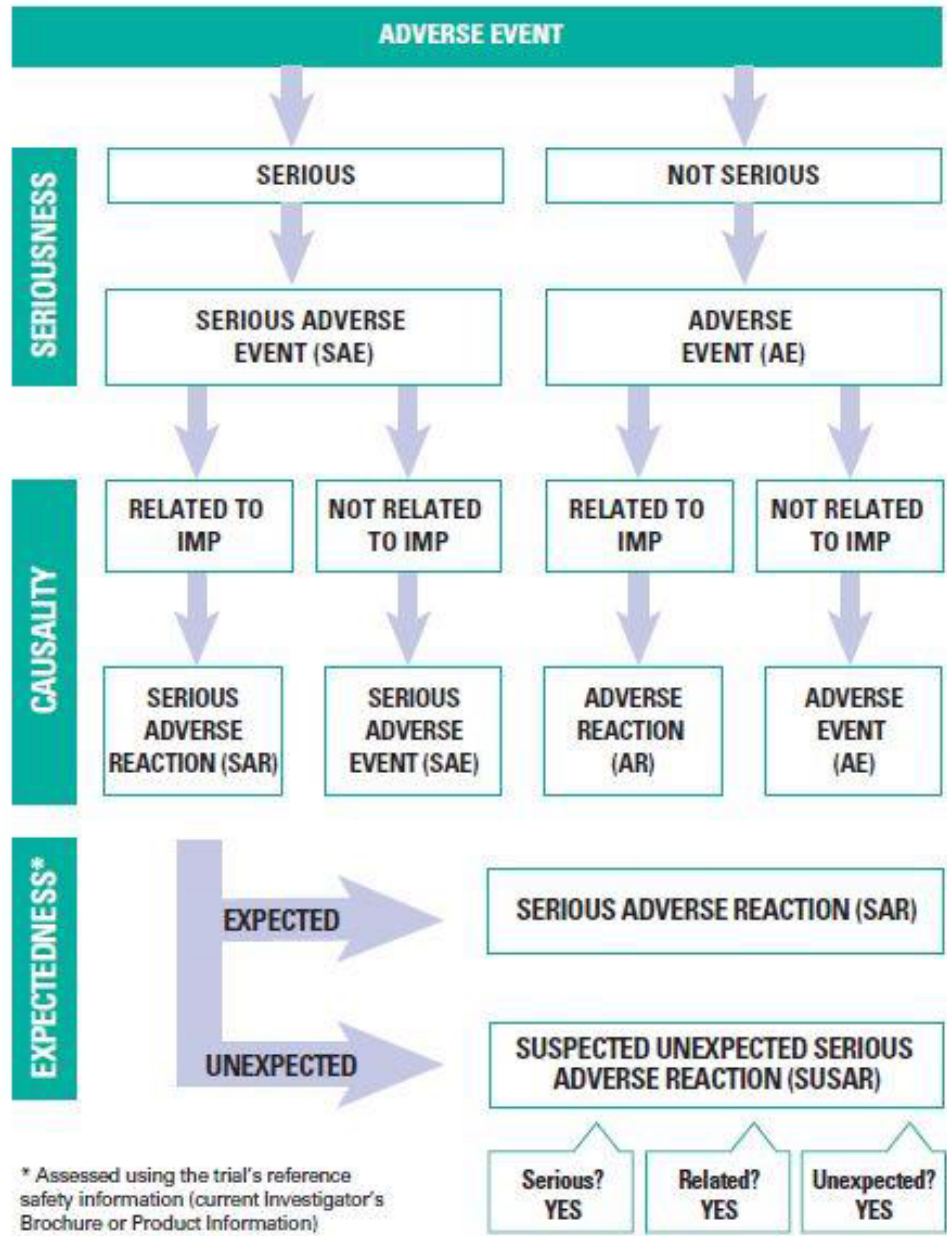 ADVERSE EVENT
SERIOUSNESS
SERIOUS
NOT SERIOUS
SERIOUS ADVERSE
EVENT (SAE)
ADVERSE
EVENT (AE)
CAUSALITY
RELATED TO
IMP
NOT RELATED
TO IMP
RELATED TO
IMP
NOT RELATED
TO IMP
SERIOUS
ADVERSE
REACTION (SAR)
SERIOUS
ADVERSE
EVENT (SAE)
ADVERSE
REACTION
(AR)
ADVERSE
EVENT
(AE)
EXPECTEDNESS*
EXPECTED
SERIOUS ADVERSE REACTION (SAR)
UNEXPECTED
SUSPECTED UNEXPECTED SERIOUS
ADVERSE REACTION (SUSAR)
Serious?
YES
Related?
YES
Unexpected?
YES
* Assessed using the trial's reference
safety information (current Investigator's
Brochure or Product Information)